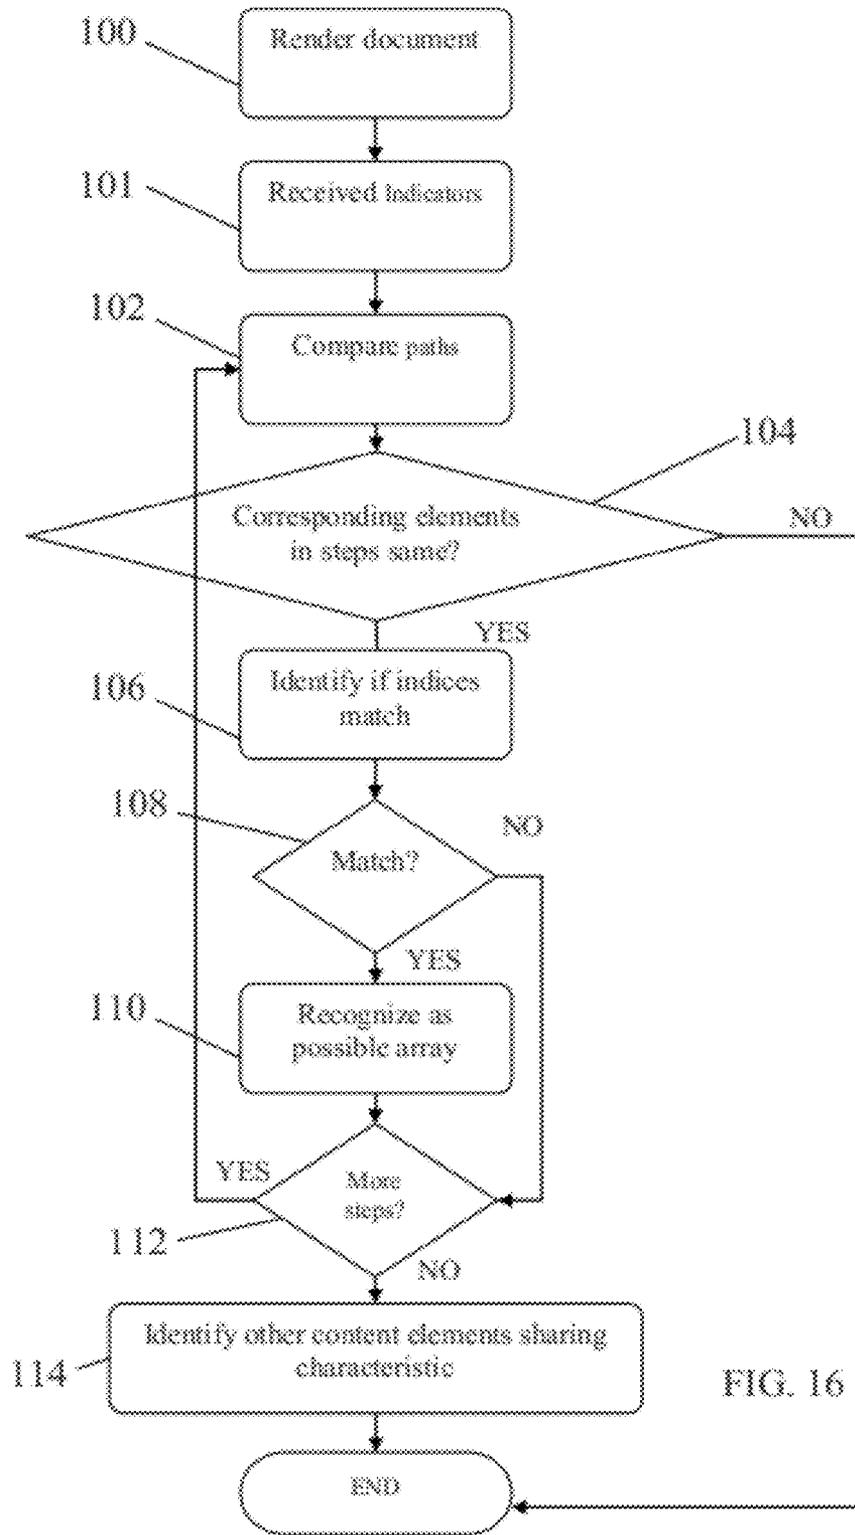 100
Render document
101
Received Indicators
102
Compare paths
104
Corresponding elements
in steps same?
NO
YES
106
Identify if indices
match
108
Match?
NO
YES
110
Recognize as
possible array
YES
More
steps?
112
NO
Identify other content elements sharing
characteristic
114
FIG. 16
END